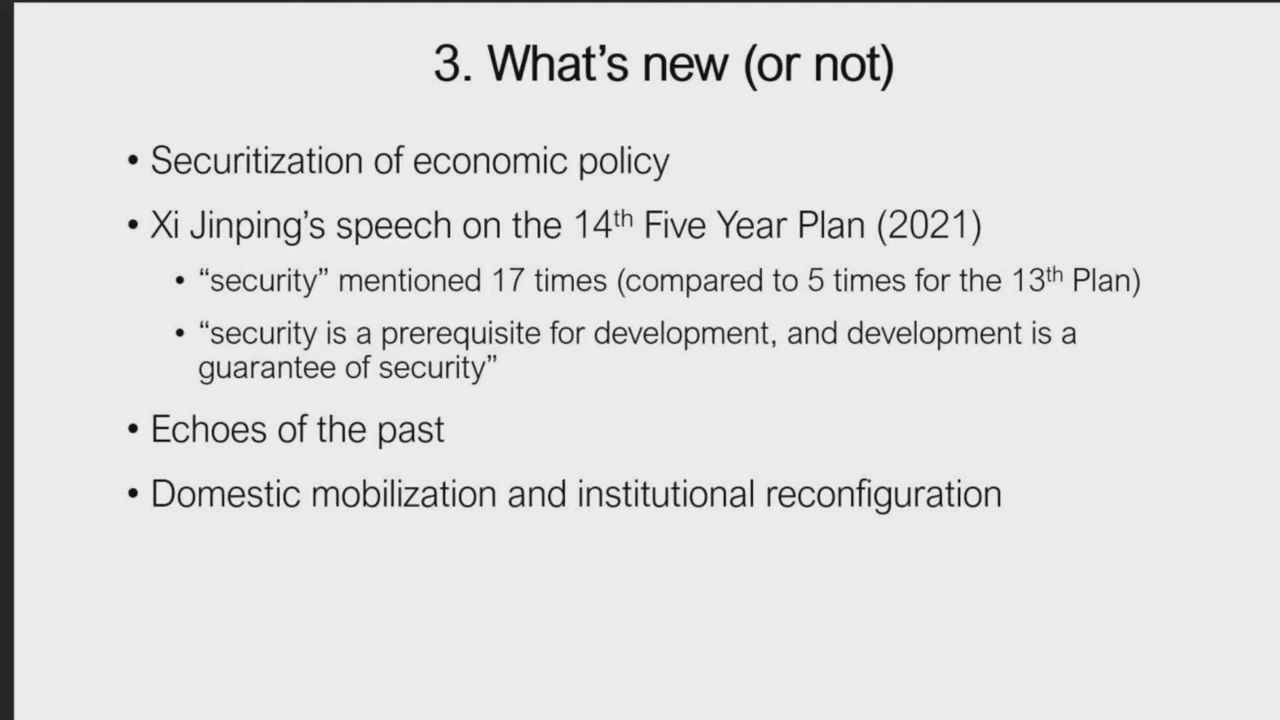 3. What’s new (or not)
• Securitization of economic policy
• Xi Jinping’s speech on the 14th Five Year Plan (2021)
• “security” mentioned 17 times (compared to 5 times for the 13th Plan)
• “security is a prerequisite for development, and development is a
guarantee of security”
• Echoes of the past
• Domestic mobilization and institutional reconfiguration